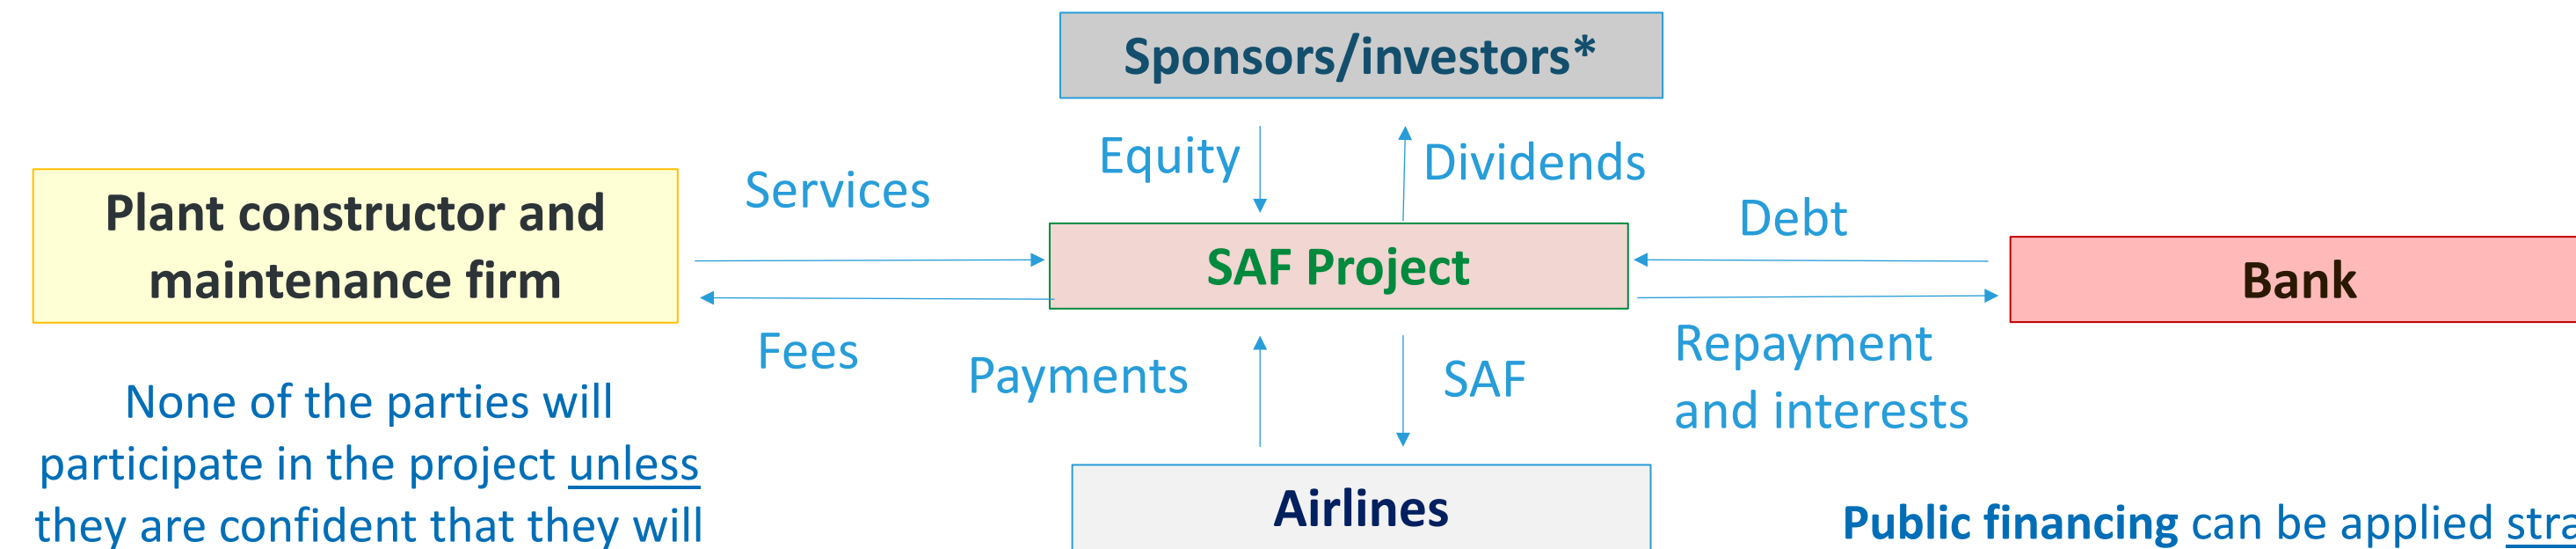 Sponsors/investors*
Equity
Dividends
Plant constructor and
maintenance firm
Services
Fees
SAF Project
Debt
Repayment
and interests
Bank
Payments
SAF
Airlines
None of the parties will
participate in the project unless
they are confident that they will
Public financing can be applied